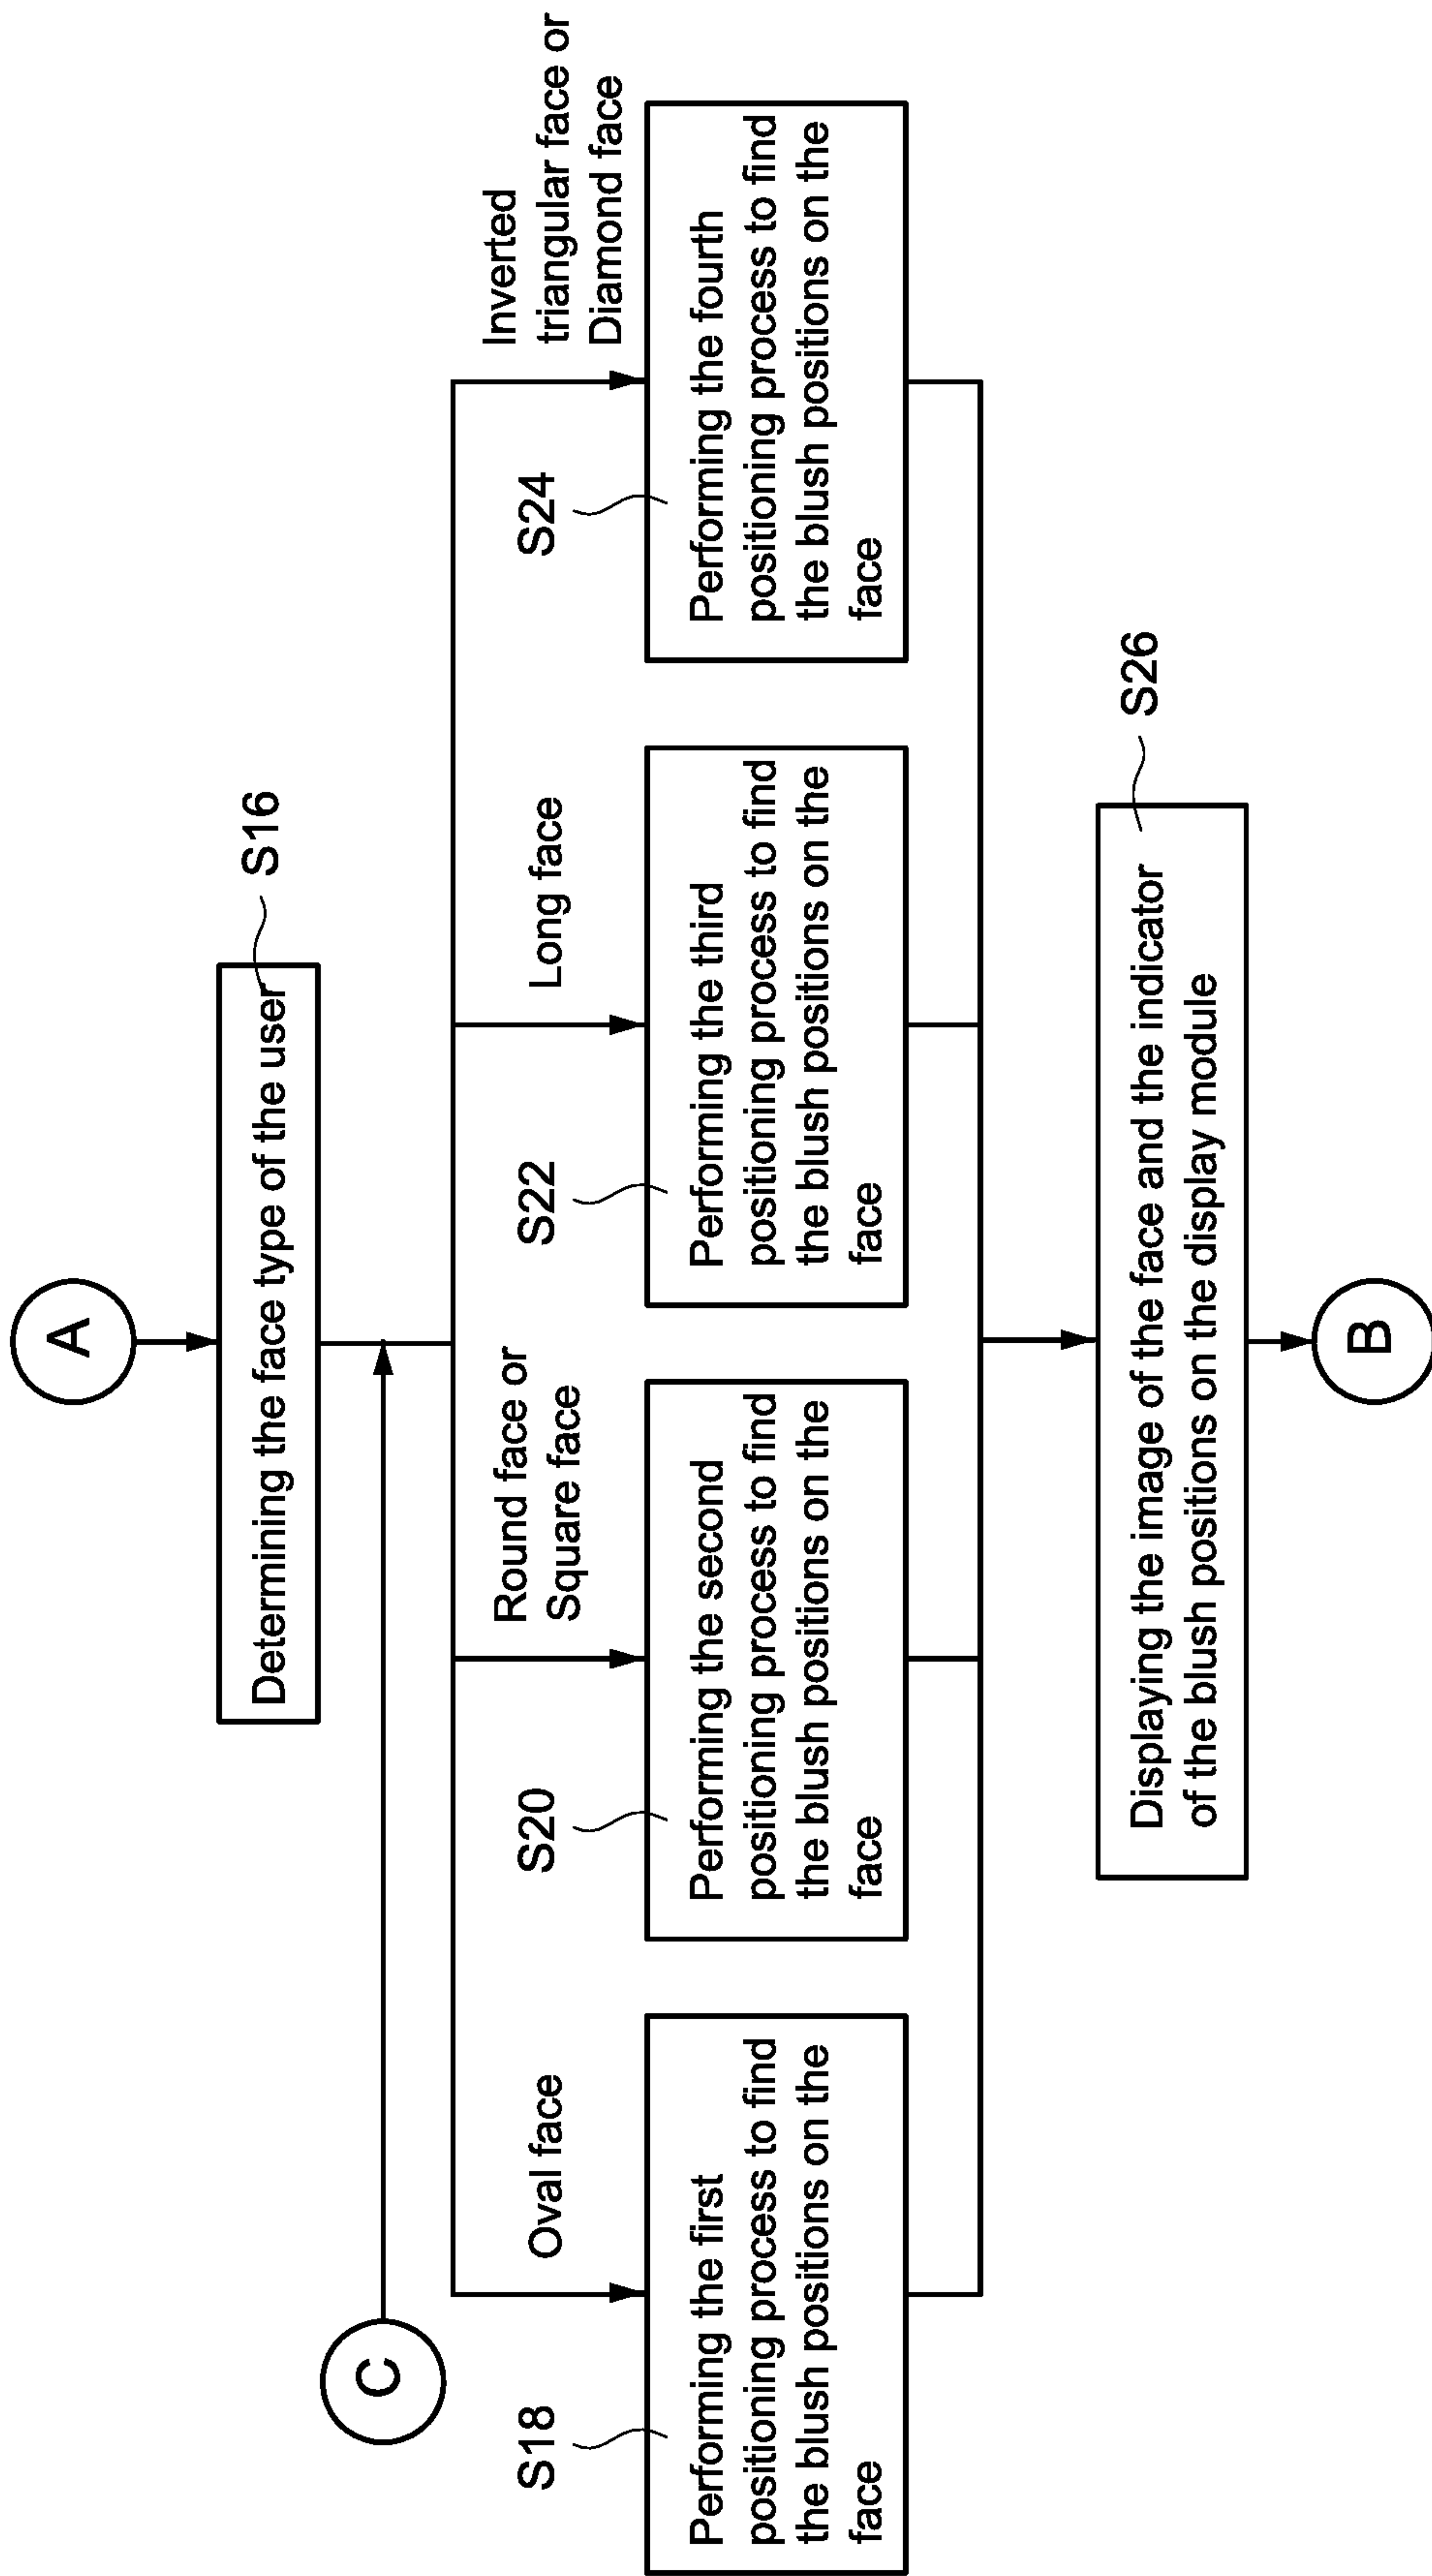 A
Determining the face type of the user
S16
C
Oval face
Round face or
Square face
Long face
Inverted
triangular face or
Diamond face
S18
Performing the first
positioning process to find
the blush positions on the
face
S20
Performing the second
positioning process to find
the blush positions on the
face
S22
Performing the third
positioning process to find
the blush positions on the
face
S24
Performing the fourth
positioning process to find
the blush positions on the
face
S26
Displaying the image of the face and the indicator
of the blush positions on the display module
B